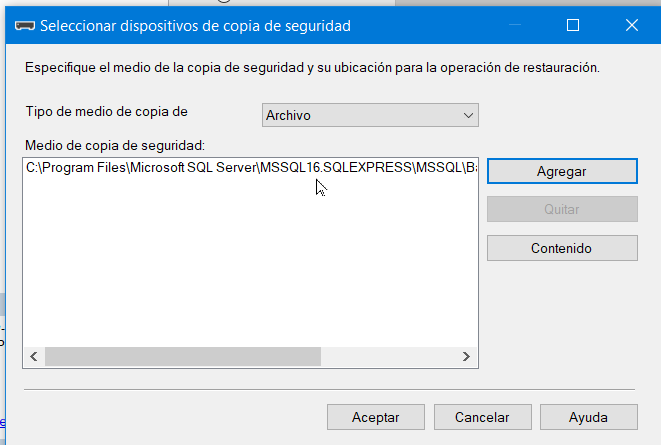 Seleccionar dispositivos de copia de seguridad
Especifique el medio de la copia de seguridad y su ubicación para la operación de restauración.
Tipo de medio de copia de
Archivo
Medio de copia de seguridad:
C:\Program Files\Microsoft SQL Server\MSSQL16.SQLEXPRESS\MSSQL\Ba
Agregar
Quitar
Contenido
Aceptar
Cancelar
Ayuda